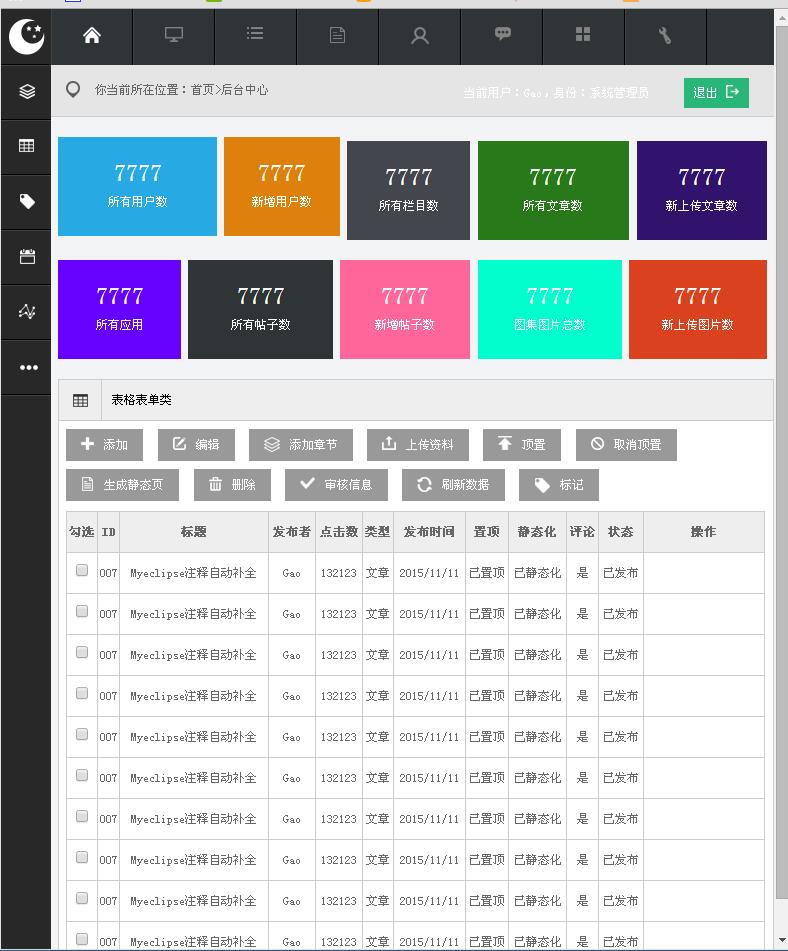 你当前所在位置：首页>后台中心
当前用户：Gao，身份：系统管理员
退出
7777 7777 7777 7777 7777
所有用户数 新增用户数 所有栏目数 所有文章数 新上传文章数
7777 7777 7777 7777 7777
所有应用 所有帖子数 新增帖子数 图集图片总数 新上传图片数
表格表单类
添加 编辑 添加章节 上传资料 顶置 取消顶置
生成静态页 删除 审核信息 刷新数据 标记
勾选 ID 标题 发布者 点击数 类型 发布时间 置顶 静态化 评论 状态 操作
007 Myeclipse注释自动补全 Gao 132123 文章 2015/11/11 已置顶 已静态化 是 已发布
007 Myeclipse注释自动补全 Gao 132123 文章 2015/11/11 已置顶 已静态化 是 已发布
007 Myeclipse注释自动补全 Gao 132123 文章 2015/11/11 已置顶 已静态化 是 已发布
007 Myeclipse注释自动补全 Gao 132123 文章 2015/11/11 已置顶 已静态化 是 已发布
007 Myeclipse注释自动补全 Gao 132123 文章 2015/11/11 已置顶 已静态化 是 已发布
007 Myeclipse注释自动补全 Gao 132123 文章 2015/11/11 已置顶 已静态化 是 已发布
007 Myeclipse注释自动补全 Gao 132123 文章 2015/11/11 已置顶 已静态化 是 已发布
007 Myeclipse注释自动补全 Gao 132123 文章 2015/11/11 已置顶 已静态化 是 已发布
007 Myeclipse注释自动补全 Gao 132123 文章 2015/11/11 已置顶 已静态化 是 已发布
007 Myeclipse注释自动补全 Gao 132123 文章 2015/11/11 已置顶 已静态化 是 已发布